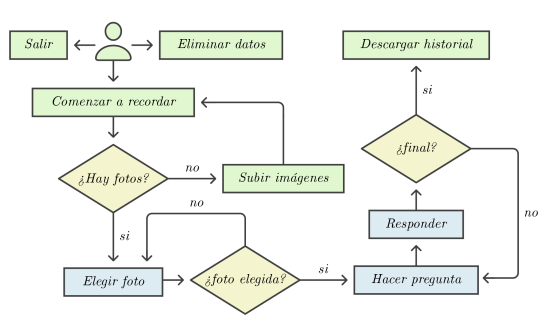 Salir
Eliminar datos
Descargar historial
Comenzar a recordar
si
¿Hay fotos?
no
Subir imágenes
¿final?
no
si
no
Responder
Elegir foto
¿foto elegida?
si
Hacer pregunta